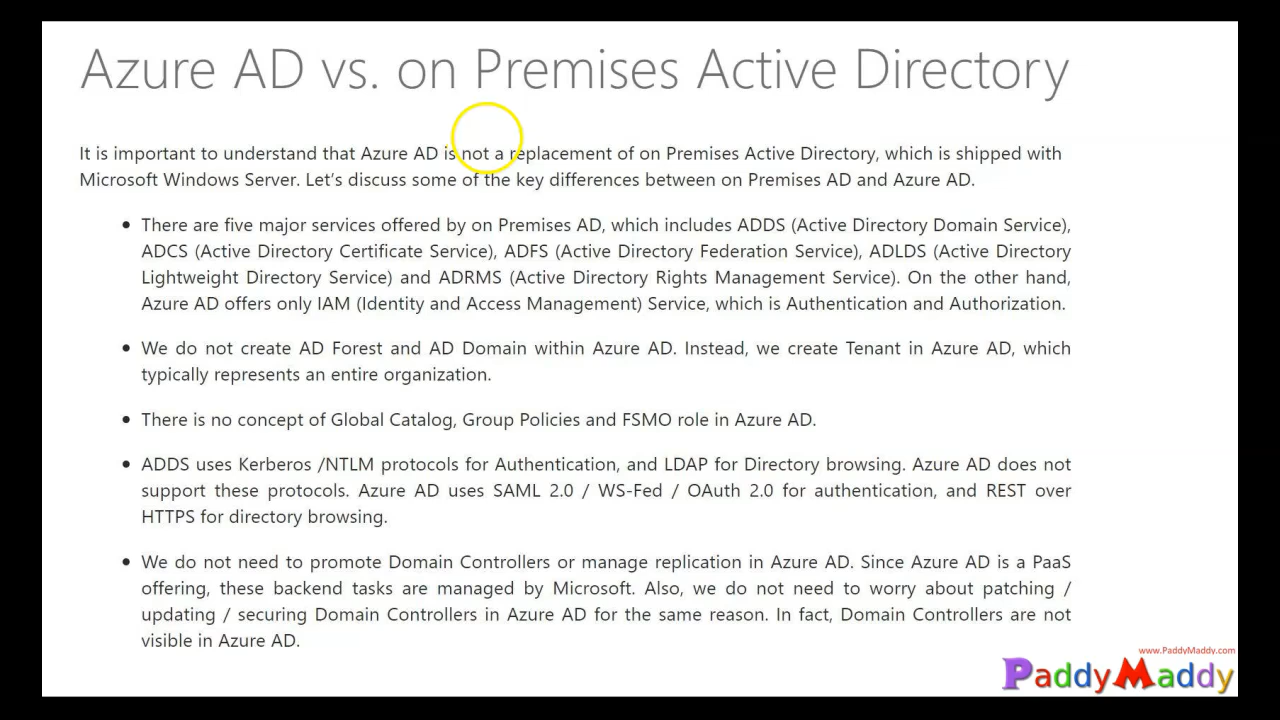 Azure AD vs. on Premises Active Directory
It is important to understand that Azure AD is not a replacement of on Premises Active Directory, which is shipped with
Microsoft Windows Server. Let's discuss some of the key differences between on Premises AD and Azure AD.
• There are five major services offered by on Premises AD, which includes ADDS (Active Directory Domain Service),
ADCS (Active Directory Certificate Service), ADFS (Active Directory Federation Service), ADLDS (Active Directory
Lightweight Directory Service) and ADRMS (Active Directory Rights Management Service). On the other hand,
Azure AD offers only IAM (Identity and Access Management) Service, which is Authentication and Authorization.
• We do not create AD Forest and AD Domain within Azure AD. Instead, we create Tenant in Azure AD, which
typically represents an entire organization.
• There is no concept of Global Catalog, Group Policies and FSMO role in Azure AD.
• ADDS uses Kerberos /NTLM protocols for Authentication, and LDAP for Directory browsing. Azure AD does not
support these protocols. Azure AD uses SAML 2.0 / WS-Fed / OAuth 2.0 for authentication, and REST over
HTTPS for directory browsing.
• We do not need to promote Domain Controllers or manage replication in Azure AD. Since Azure AD is a PaaS
offering, these backend tasks are managed by Microsoft. Also, we do not need to worry about patching /
updating / securing Domain Controllers in Azure AD for the same reason. In fact, Domain Controllers are not
visible in Azure AD.
www.PaddyMaddy.com
PaddyMaddy